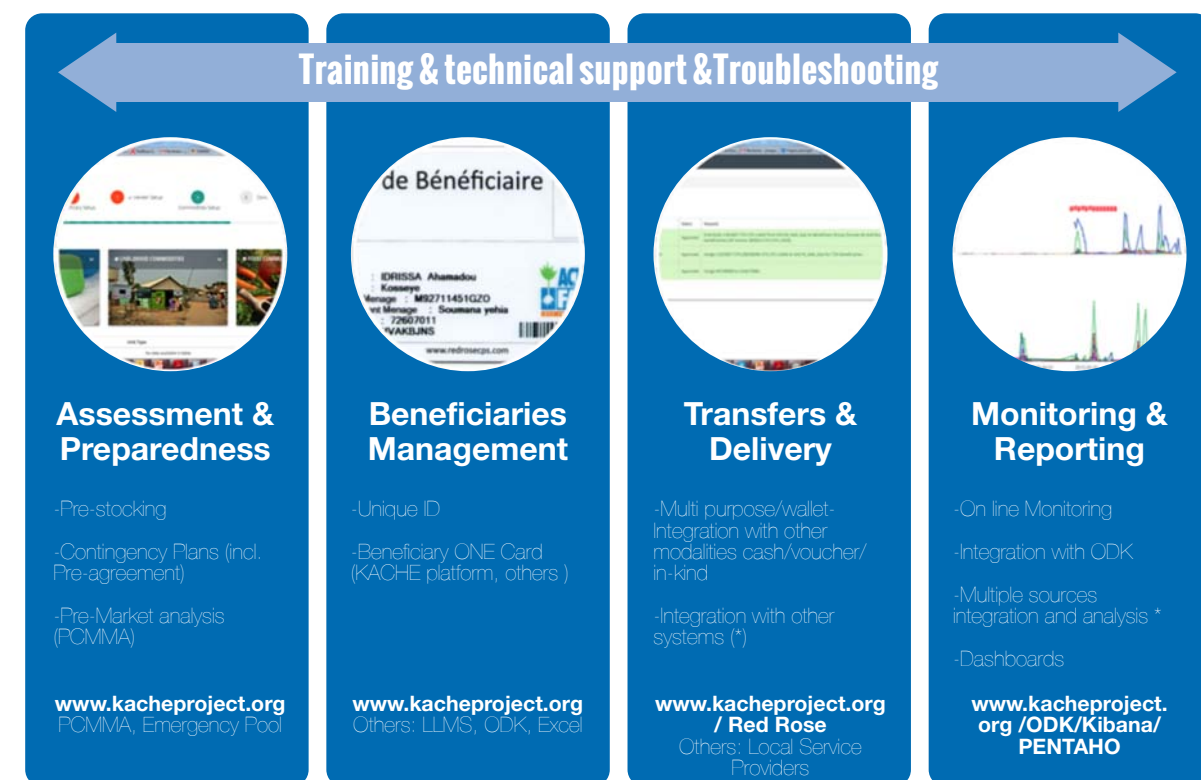 Training & technical support &Troubleshooting
de Bénéficiaire
: IDRISSA Ahamadou
: Kosseye
Menage : M92711451GZO
Menage : Soumana yehia
: 72607011
www.redrosecps.com
Assessment &
Preparedness
-Pre-stocking
-Contingency Plans (incl.
Pre-agreement)
-Pre-Market analysis
(PCMMA)
www.kacheproject.org
PCMMA, Emergency Pool
Beneficiaries
Management
-Unique ID
-Beneficiary ONE Card
(KACHE platform, others )
www.kacheproject.org
Others: LLMS, ODK, Excel
Transfers &
Delivery
-Multi purpose/wallet-
Integration with other
modalities cash/voucher/
in-kind
-Integration with other
systems (*)
www.kacheproject.org
/ Red Rose
Others: Local Service
Providers
Monitoring &
Reporting
-On line Monitoring
-Integration with ODK
-Multiple sources
integration and analysis *
-Dashboards
www.kacheproject.
org /ODK/Kibana/
PENTAHO